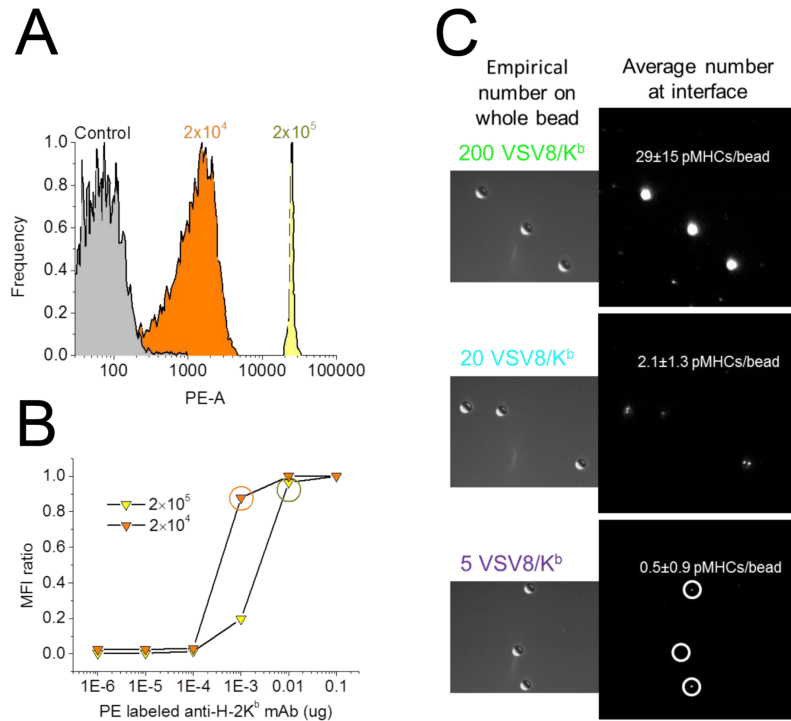 A
Control
2x10⁴
2x10⁵
1.0
0.8
0.6
0.4
0.2
0.0
Frequency
100
1000
10000
100000
PE-A
B
1.0
0.8
0.6
0.4
0.2
0.0
MFI ratio
2×10⁵
2×10⁴
1E-6
1E-5
1E-4
1E-3
0.01
0.1
PE labeled anti-H-2Kᵇ mAb (ug)
C
Empirical
number on
whole bead
Average number
at interface
200 VSV8/Kᵇ
29±15 pMHCs/bead
20 VSV8/Kᵇ
2.1±1.3 pMHCs/bead
5 VSV8/Kᵇ
0.5±0.9 pMHCs/bead